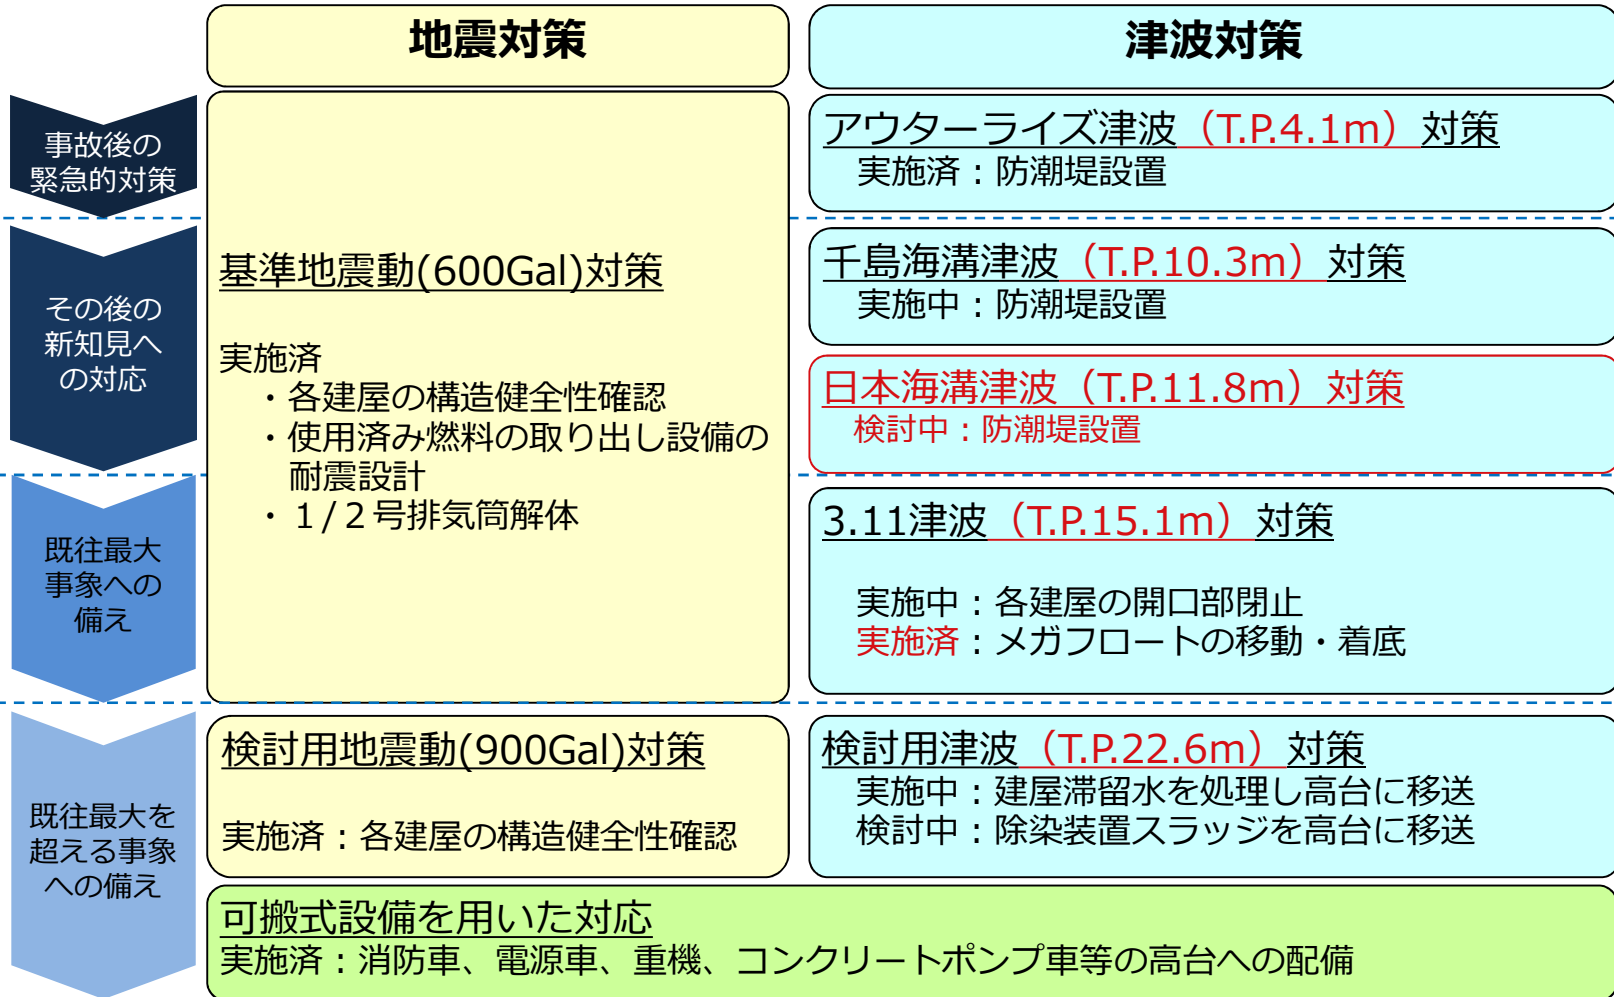 地震対策
津波対策
事故後の
緊急的対策
アウターライズ津波（T.P.4.1m）対策
実施済：防潮堤設置
その後の
新知見へ
の対応
基準地震動(600Gal)対策
実施済
・各建屋の構造健全性確認
・使用済み燃料の取り出し設備の
耐震設計
・１/２号排気筒解体
千島海溝津波（T.P.10.3m）対策
実施中：防潮堤設置
日本海溝津波（T.P.11.8m）対策
検討中：防潮堤設置
既往最大
事象への
備え
3.11津波（T.P.15.1m）対策
実施中：各建屋の開口部閉止
実施済：メガフロートの移動・着底
既往最大を
超える事象
への備え
検討用地震動(900Gal)対策
実施済：各建屋の構造健全性確認
検討用津波（T.P.22.6m）対策
実施中：建屋滞留水を処理し高台に移送
検討中：除染装置スラッジを高台に移送
可搬式設備を用いた対応
実施済：消防車、電源車、重機、コンクリートポンプ車等の高台への配備